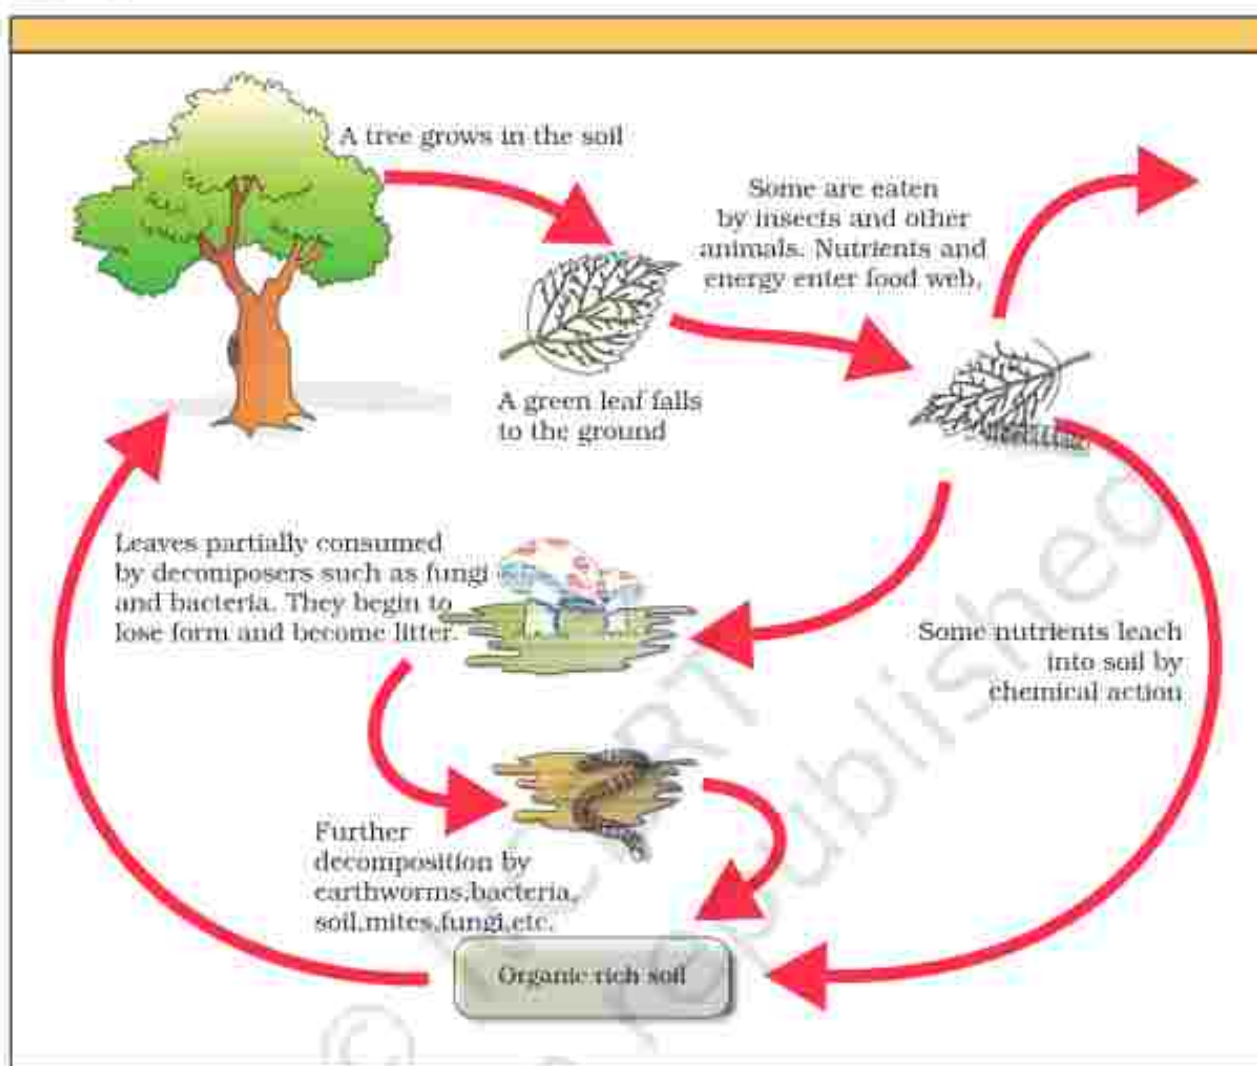 A tree grows in the soil
Some are eaten
by insects and other
animals. Nutrients and
energy enter food web.
A green leaf falls
to the ground
Leaves partially consumed
by decomposers such as fungi
and bacteria. They begin to
lose form and become litter.
Some nutrients leach
into soil by
chemical action
Further
decomposition by
earthworms,bacteria,
soil,mites,fungi,etc.
Organic rich soil
©
republished